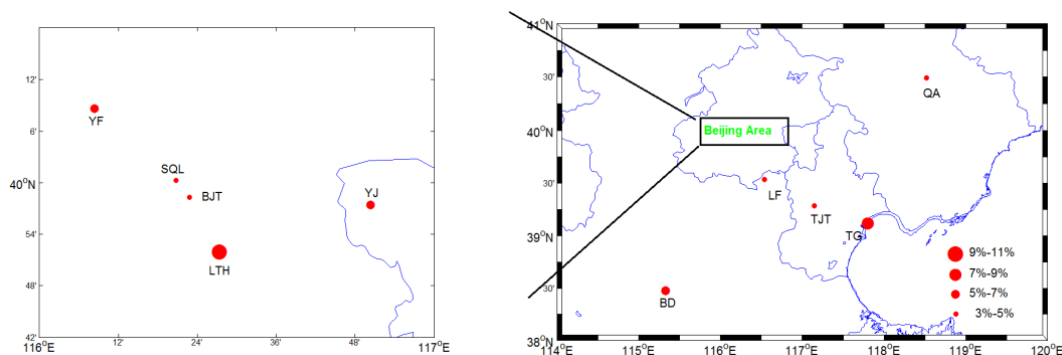 12'
YF
6'
SQL
40°N
BJT
YJ
54'
LTH
48'
42'
116°E
12'
24'
36'
48'
117°E
41°N
30'
QA
40°N
Beijing Area
30'
LF
TJT
39°N
TG
9%-11%
7%-9%
30'
BD
5%-7%
3%-5%
38°N
114°E
115°E
116°E
117°E
118°E
119°E
120°E